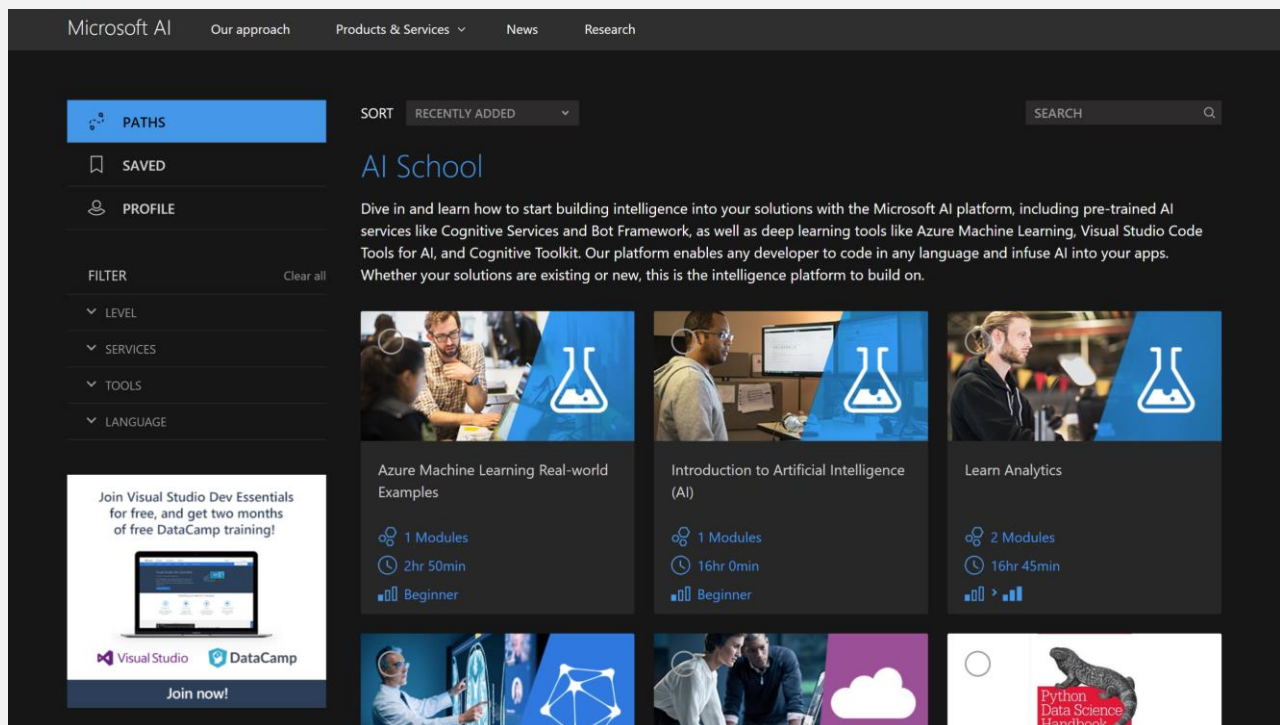 Microsoft AI
Our approach
Products & Services
News
Research
PATHS
SAVED
PROFILE
FILTER
Clear all
LEVEL
SERVICES
TOOLS
LANGUAGE
Join Visual Studio Dev Essentials
for free, and get two months
of free DataCamp training!
Visual Studio
DataCamp
Join now!
SORT
RECENTLY ADDED
SEARCH
AI School
Dive in and learn how to start building intelligence into your solutions with the Microsoft AI platform, including pre-trained AI
services like Cognitive Services and Bot Framework, as well as deep learning tools like Azure Machine Learning, Visual Studio Code
Tools for AI, and Cognitive Toolkit. Our platform enables any developer to code in any language and infuse AI into your apps.
Whether your solutions are existing or new, this is the intelligence platform to build on.
Azure Machine Learning Real-world
Examples
1 Modules
2hr 50min
Beginner
Introduction to Artificial Intelligence
(AI)
1 Modules
16hr 0min
Beginner
Learn Analytics
2 Modules
16hr 45min
Python
Data Science
Handbook